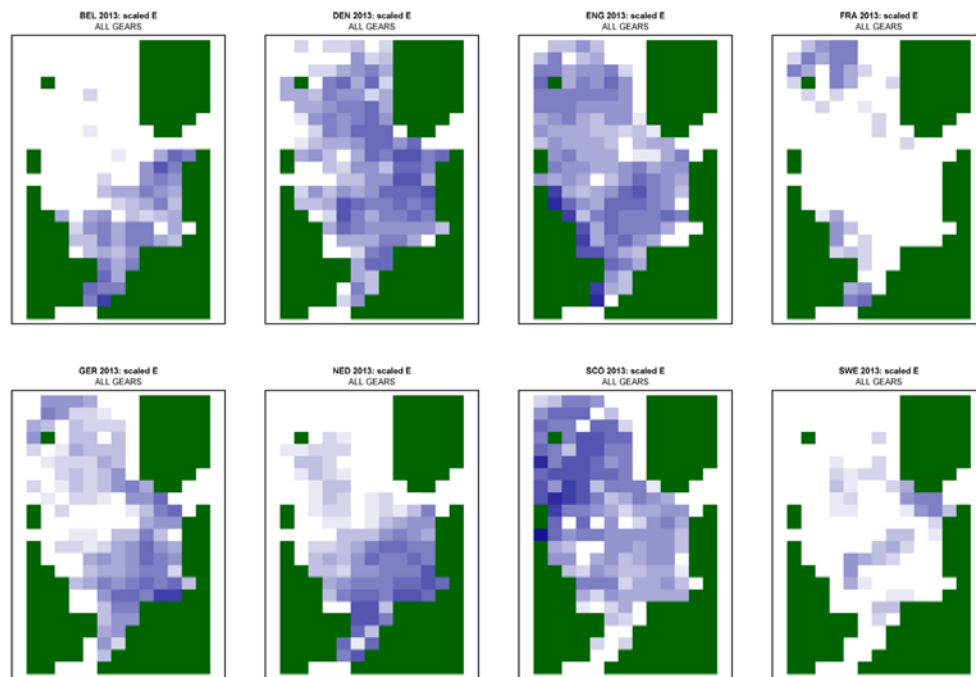 BEL 2013: scaled E
ALL GEARS
DEN 2013: scaled E
ALL GEARS
ENG 2013: scaled E
ALL GEARS
FRA 2013: scaled E
ALL GEARS
GER 2013: scaled E
ALL GEARS
NED 2013: scaled E
ALL GEARS
SCO 2013: scaled E
ALL GEARS
SWE 2013: scaled E
ALL GEARS